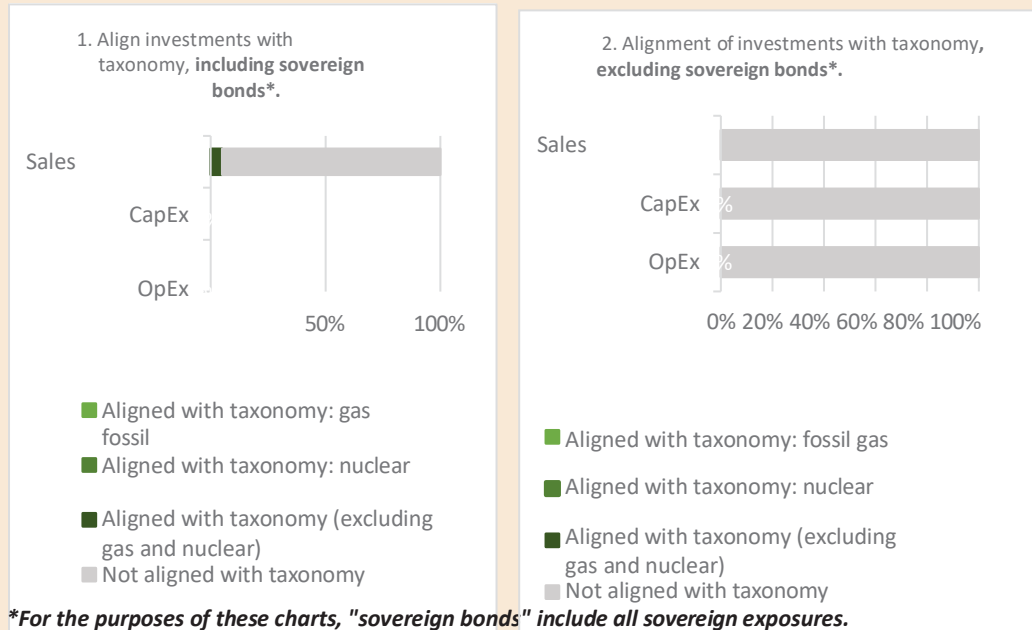 1. Align investments with
taxonomy, including sovereign
bonds*.
Sales
CapEx
OpEx
50% 100%
Aligned with taxonomy: gas
fossil
Aligned with taxonomy: nuclear
Aligned with taxonomy (excluding
gas and nuclear)
Not aligned with taxonomy
2. Alignment of investments with taxonomy,
excluding sovereign bonds*.
Sales
CapEx
%
OpEx
%
0% 20% 40% 60% 80% 100%
Aligned with taxonomy: fossil gas
Aligned with taxonomy: nuclear
Aligned with taxonomy (excluding
gas and nuclear)
Not aligned with taxonomy
*For the purposes of these charts, "sovereign bonds" include all sovereign exposures.